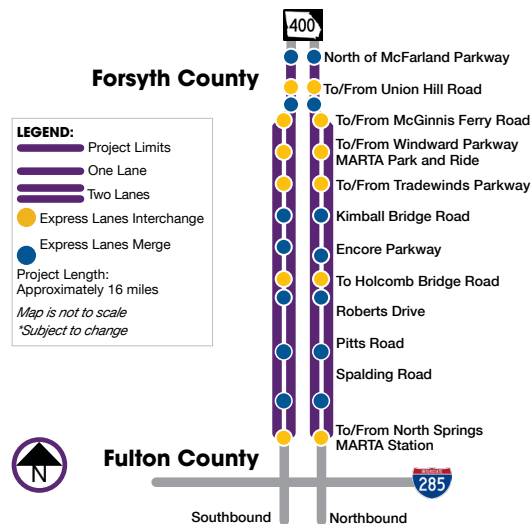 400
North of McFarland Parkway
Forsyth County
To/From Union Hill Road
To/From McGinnis Ferry Road
LEGEND:
Project Limits
One Lane
Two Lanes
Express Lanes Interchange
Express Lanes Merge
Project Length:
Approximately 16 miles
Map is not to scale
*Subject to change
To/From Windward Parkway
MARTA Park and Ride
To/From Tradewinds Parkway
Kimball Bridge Road
Encore Parkway
To Holcomb Bridge Road
Roberts Drive
Pitts Road
Spalding Road
To/From North Springs
MARTA Station
N
Fulton County
INTERSTATE
285
Southbound
Northbound